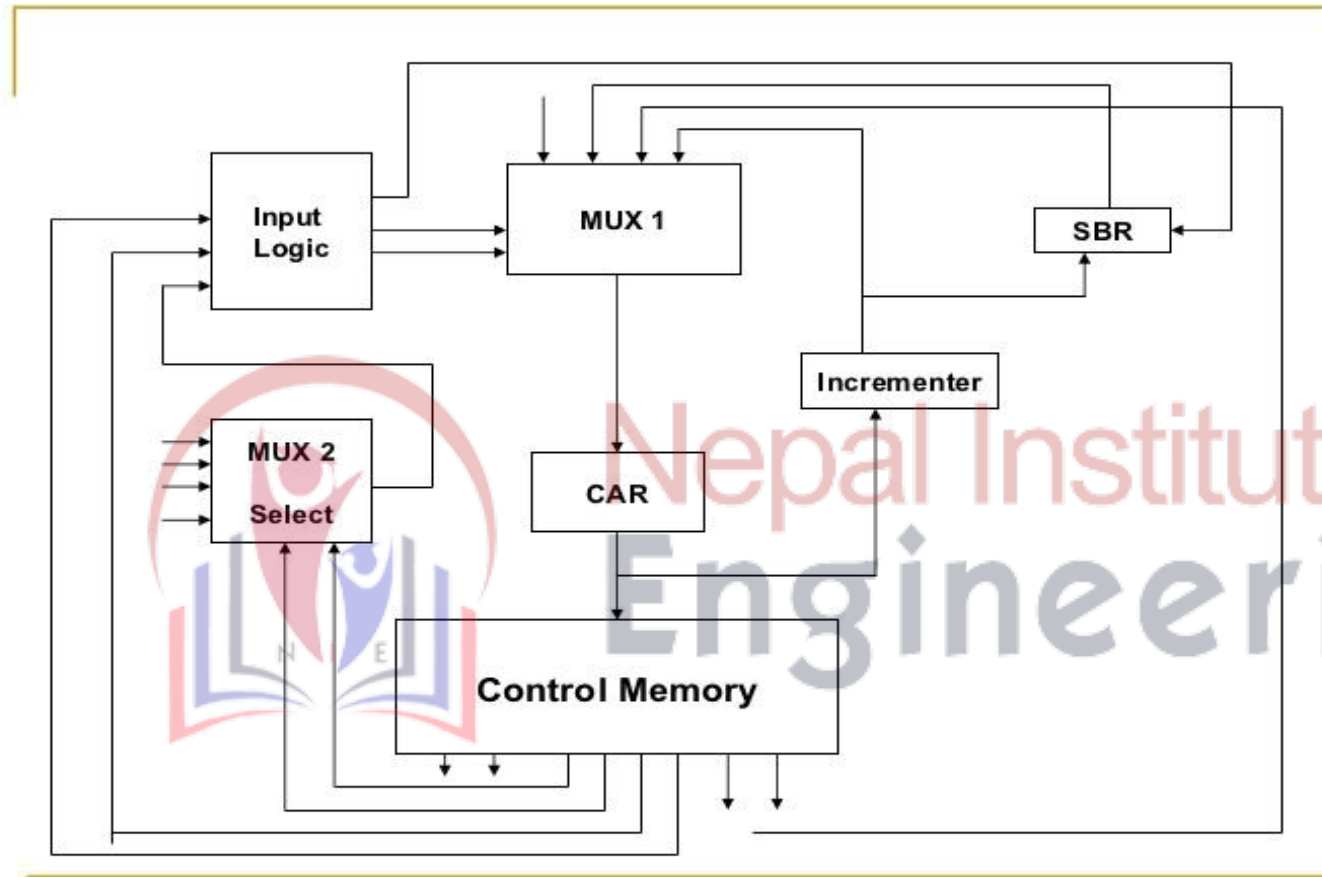 Input
Logic
MUX 1
SBR
Incrementer
MUX 2
Select
CAR
Nepal Institut
Engineeri
N I E
Control Memory